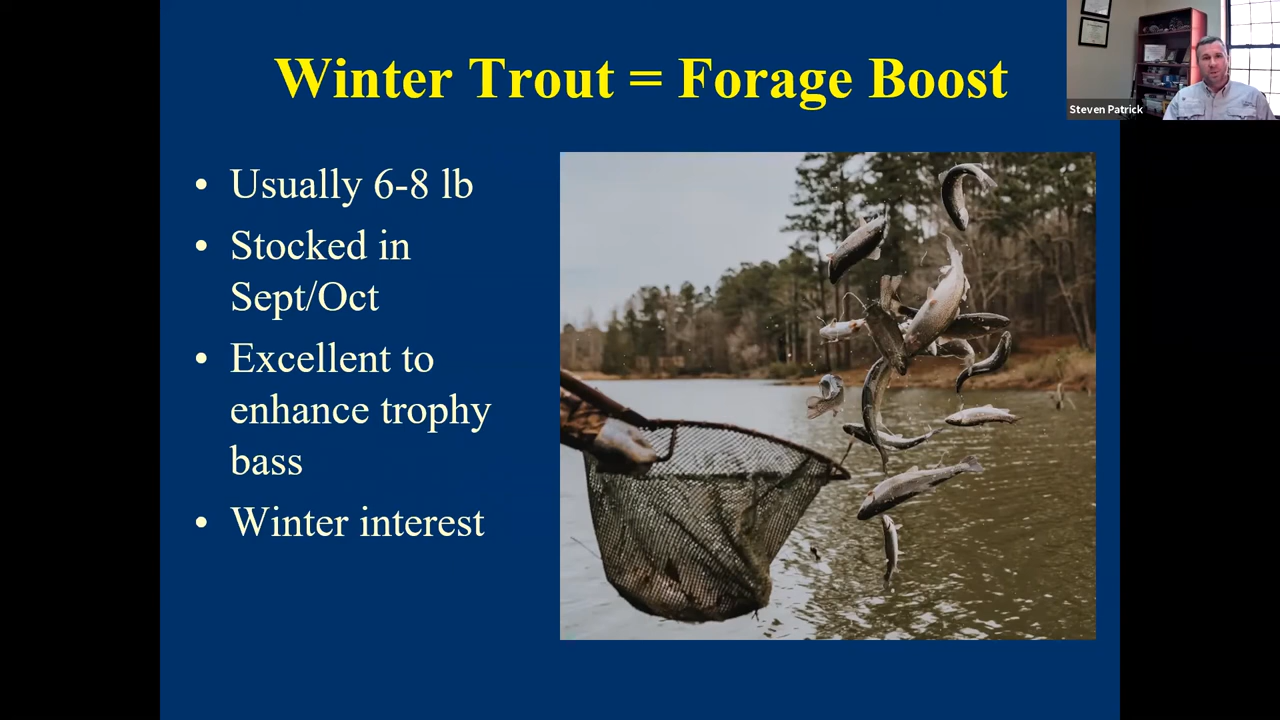 Winter Trout = Forage Boost
Steven Patrick
• Usually 6-8 lb
• Stocked in
Sept/Oct
• Excellent to
enhance trophy
bass
• Winter interest